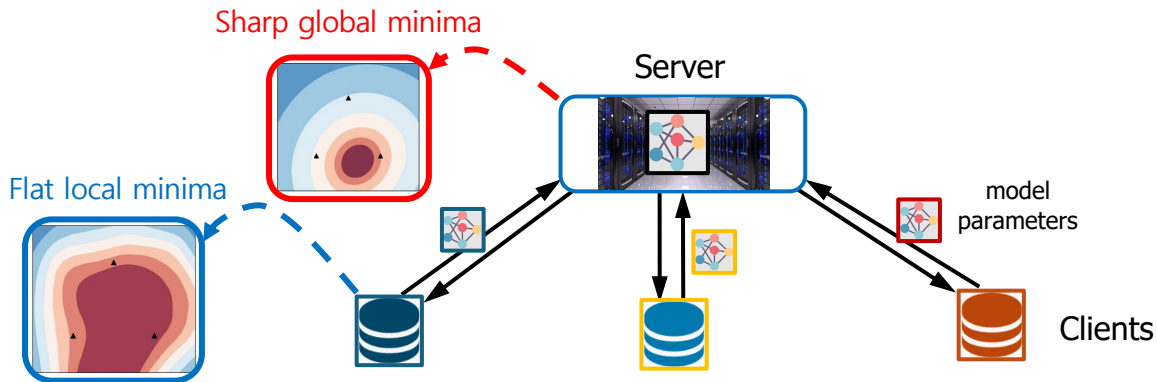 Sharp global minima
Server
Flat local minima
model
parameters
Clients